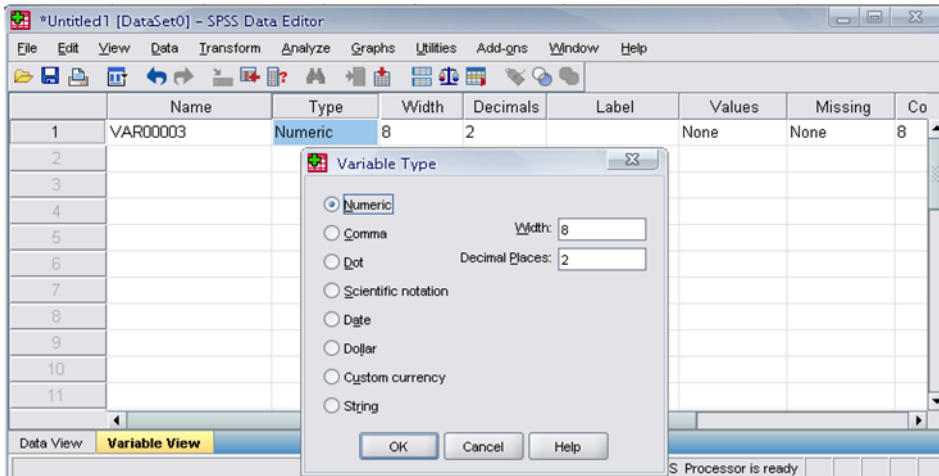 *Untitled1 [DataSet0] - SPSS Data Editor
File Edit View Data Transform Analyze Graphs Utilities Add-ons Window Help
Name Type Width Decimals Label Values Missing Co
1 VAR00003 Numeric 8 2 None None 8
2
3
4
5
6
7
8
9
10
11
Variable Type
Numeric
Comma
Dot
Scientific notation
Date
Dollar
Custom currency
String
Width: 8
Decimal Places: 2
OK Cancel Help
Data View Variable View
S Processor is ready